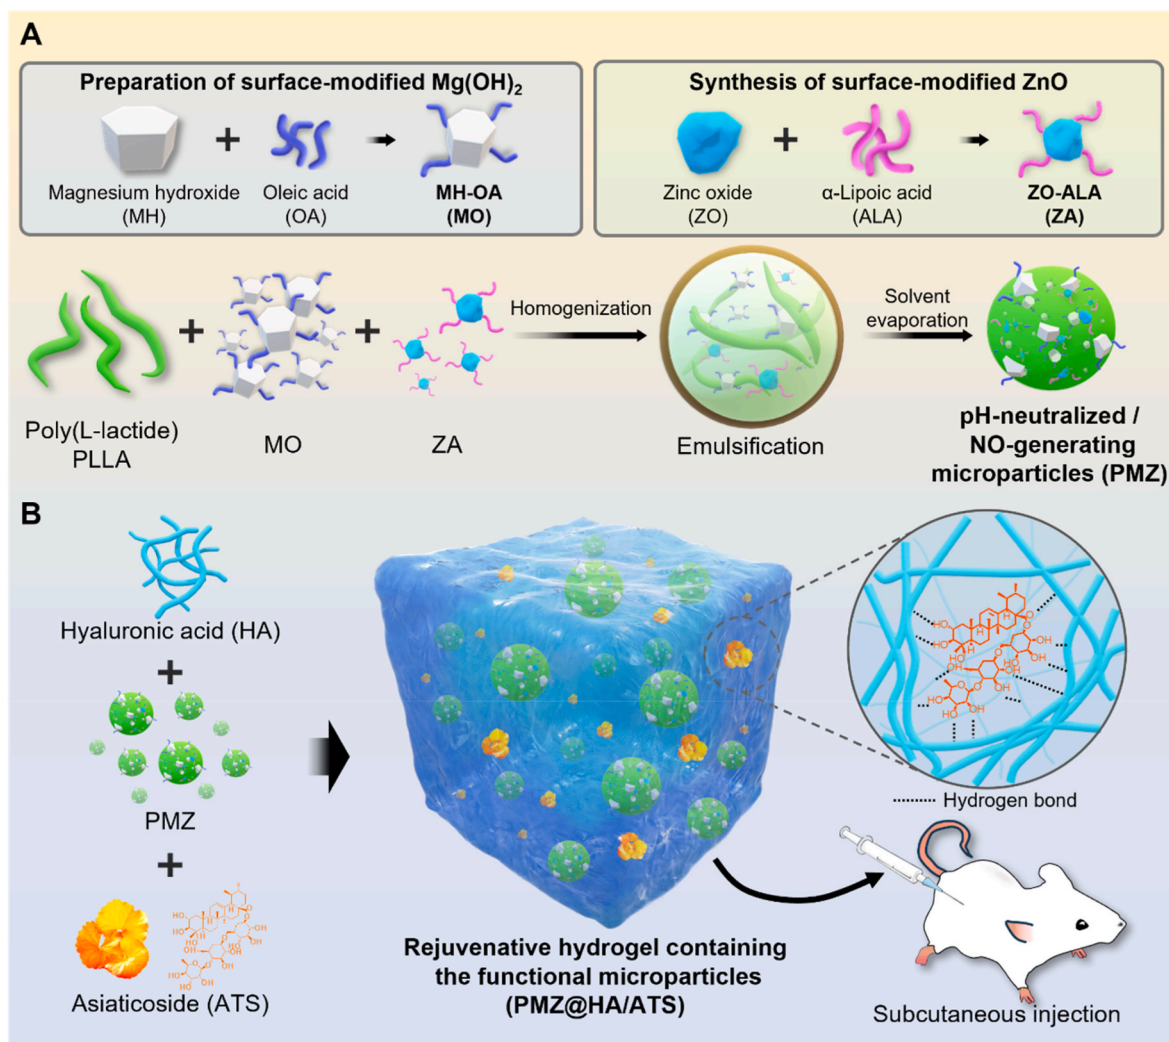 A
Preparation of surface-modified Mg(OH)₂
Magnesium hydroxide
(MH)
Oleic acid
(OA)
MH-OA
(MO)
Synthesis of surface-modified ZnO
Zinc oxide
(ZO)
α-Lipoic acid
(ALA)
ZO-ALA
(ZA)
Poly(L-lactide)
PLLA
MO
ZA
Homogenization
Emulsification
Solvent
evaporation
pH-neutralized /
NO-generating
microparticles (PMZ)
B
Hyaluronic acid (HA)
PMZ
Asiaticoside (ATS)
Rejuvenative hydrogel containing
the functional microparticles
(PMZ@HA/ATS)
Hydrogen bond
Subcutaneous injection